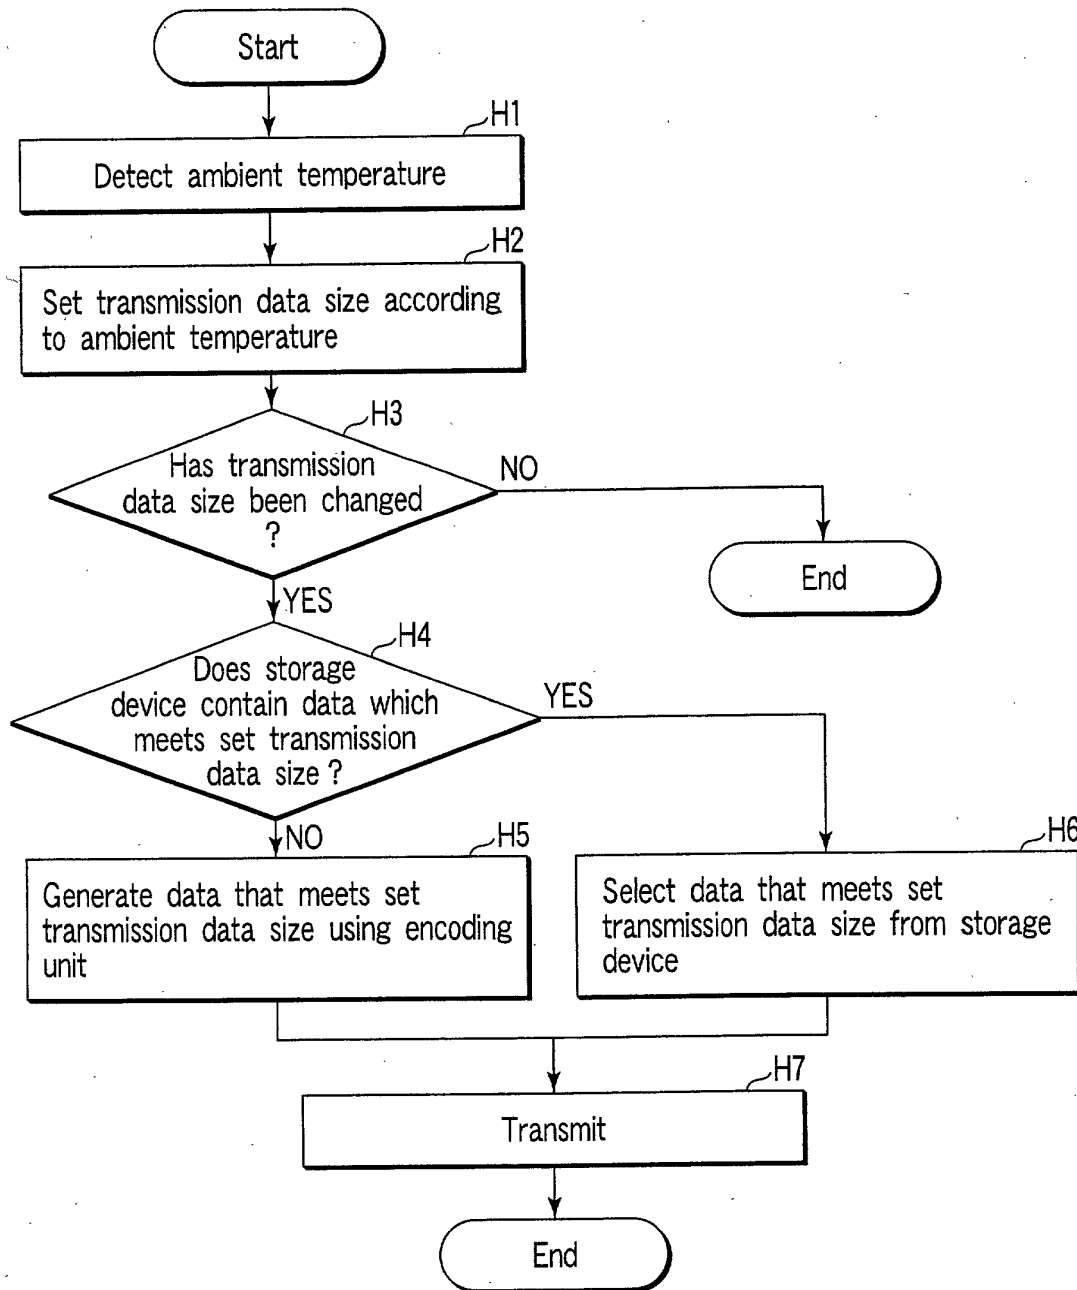 Start
H1
Detect ambient temperature
H2
Set transmission data size according
to ambient temperature
H3
Has transmission
data size been changed
?
NO
End
YES
H4
Does storage
device contain data which
meets set transmission
data size ?
YES
NO
H5
Generate data that meets set
transmission data size using encoding
unit
H6
Select data that meets set
transmission data size from storage
device
H7
Transmit
End